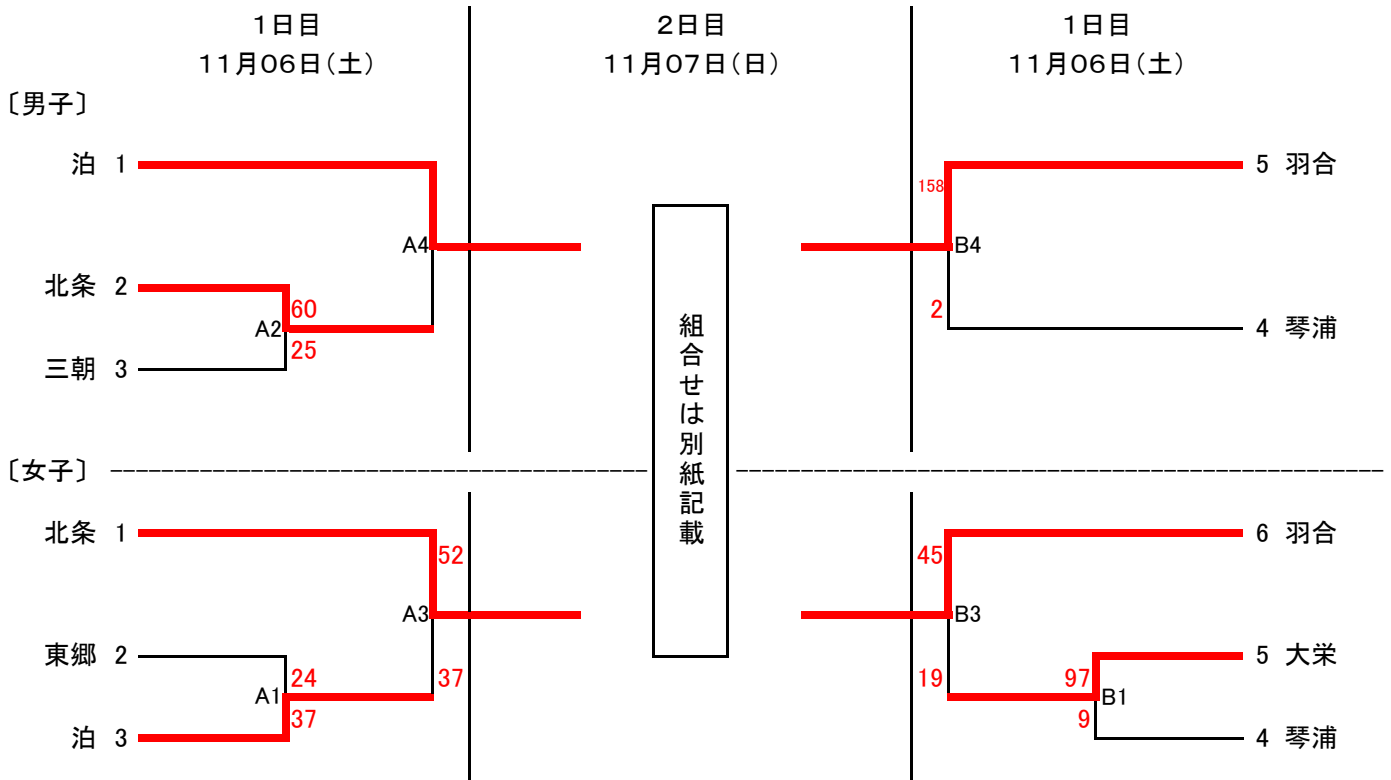 1日目
2日目
1日目
11月06日(土)
11月07日(日)
11月06日(土)
〔男子〕
泊 1
158
5 羽合
A4
B4
北条 2
60
A2
25
2
4 琴浦
三朝 3
組合せは別紙記載
〔女子〕
北条 1
52
45
6 羽合
A3
B3
東郷 2
24
37
19
97
5 大栄
A1
B1
37
9
泊 3
4 琴浦